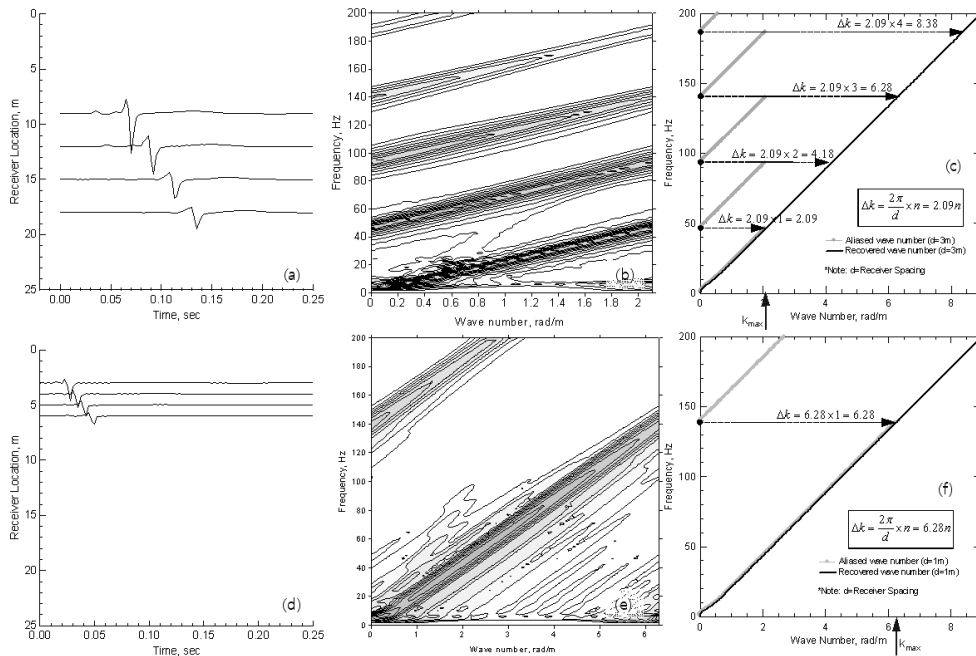 Receiver Location, m
0
5
10
15
20
25
0.00 0.05 0.10 0.15 0.20 0.25
Time, sec
(a)
Frequency, Hz
200
180
160
140
120
100
80
60
40
20
0
0 0.2 0.4 0.6 0.8 1 1.2 1.4 1.6 1.8 2
Wave number, rad/m
(b)
Frequency, Hz
200
150
100
50
0
0 2 4 6 8
Wave Number, rad/m
Δk = 2.09 × 4 = 8.38
Δk = 2.09 × 3 = 6.28
Δk = 2.09 × 2 = 4.18
Δk = 2.09 × 1 = 2.09
(c)
Δk = 2π/d × n = 2.09n
Aliased wave number (d=3m)
Recovered wave number (d=3m)
*Note: d=Receiver Spacing
kmax
Receiver Location, m
0
5
10
15
20
25
0.00 0.05 0.10 0.15 0.20 0.25
Time, sec
(d)
Frequency, Hz
200
180
160
140
120
100
80
60
40
20
0
0 1 2 3 4 5 6
Wave number, rad/m
(e)
Frequency, Hz
200
150
100
50
0
0 2 4 6 8
Wave Number, rad/m
Δk = 6.28 × 1 = 6.28
(f)
Δk = 2π/d × n = 6.28n
Aliased wave number (d=1m)
Recovered wave number (d=1m)
*Note: d=Receiver Spacing
kmax